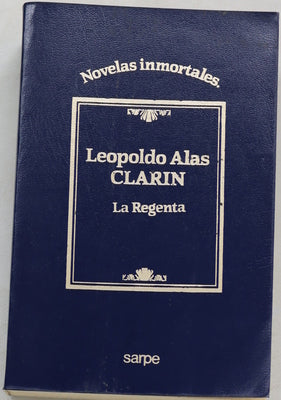 Novelas inmortales.
Leopoldo Alas
CLARIN
La Regenta
sarpe